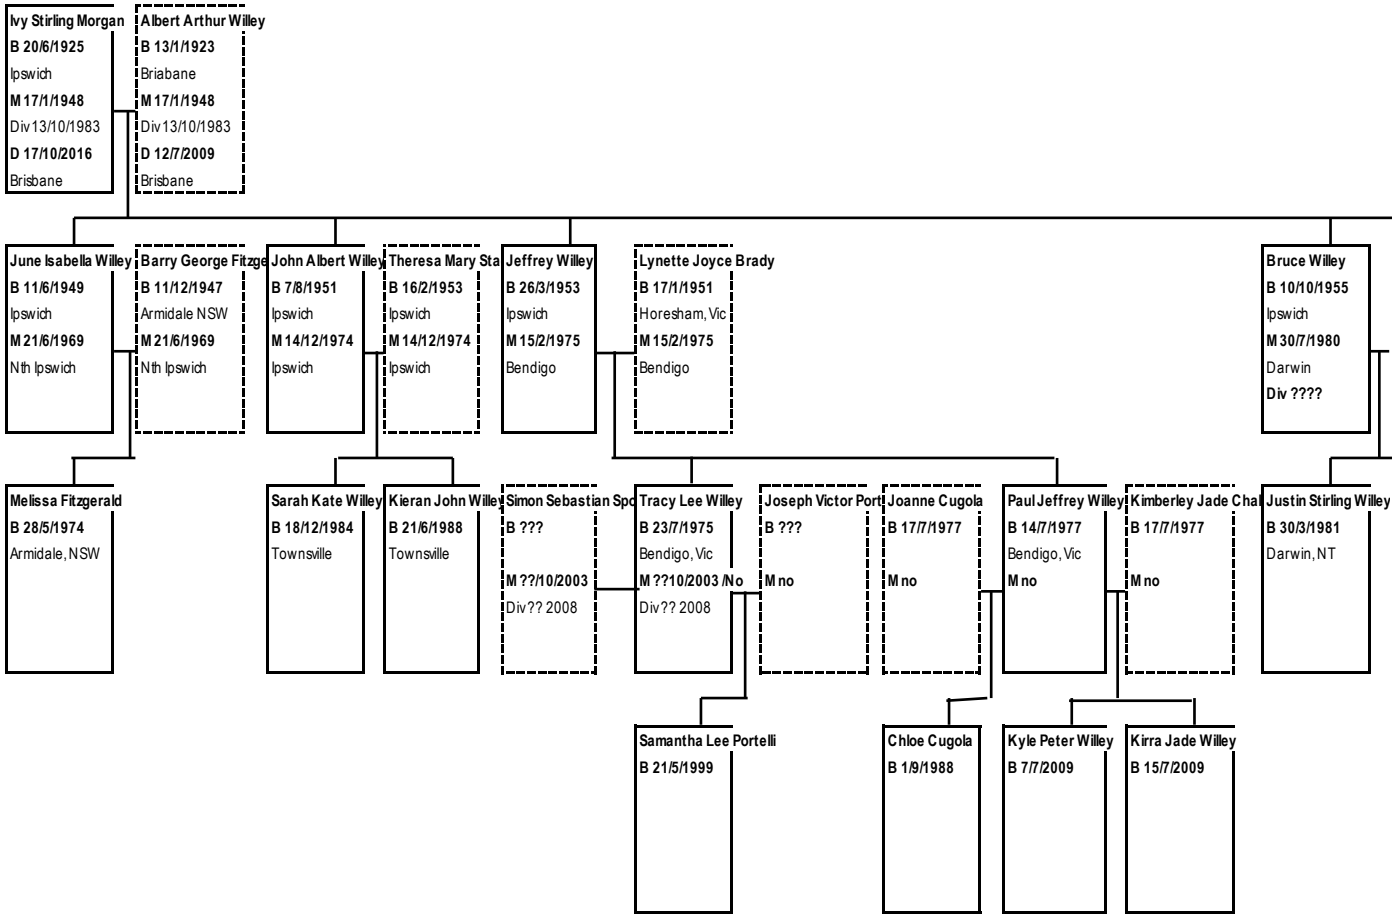 Ivy Stirling Morgan
B 20/6/1925
Ipswich
M 17/1/1948
Div 13/10/1983
D 17/10/2016
Brisbane
Albert Arthur Willey
B 13/1/1923
Briabane
M 17/1/1948
Div 13/10/1983
D 12/7/2009
Brisbane
June Isabella Willey
B 11/6/1949
Ipswich
M 21/6/1969
Nth Ipswich
Barry George Fitzge
B 11/12/1947
Armidale NSW
M 21/6/1969
Nth Ipswich
John Albert Willey
B 7/8/1951
Ipswich
M 14/12/1974
Ipswich
Theresa Mary Sta
B 16/2/1953
Ipswich
M 14/12/1974
Ipswich
Jeffrey Willey
B 26/3/1953
Ipswich
M 15/2/1975
Bendigo
Lynette Joyce Brady
B 17/1/1951
Horesham, Vic
M 15/2/1975
Bendigo
Bruce Willey
B 10/10/1955
Ipswich
M 30/7/1980
Darwin
Div ????
Melissa Fitzgerald
B 28/5/1974
Armidale, NSW
Sarah Kate Willey
B 18/12/1984
Townsville
Kieran John Willey
B 21/6/1988
Townsville
Simon Sebastian Spo
B ???
M ??/10/2003
Div ?? 2008
Tracy Lee Willey
B 23/7/1975
Bendigo, Vic
M ??10/2003 /No
Div ?? 2008
Joseph Victor Port
B ???
M no
Joanne Cugola
B 17/7/1977
M no
Paul Jeffrey Willey
B 14/7/1977
Bendigo, Vic
M no
Kimberley Jade Chal
B 17/7/1977
M no
Justin Stirling Willey
B 30/3/1981
Darwin, NT
Samantha Lee Portelli
B 21/5/1999
Chloe Cugola
B 1/9/1988
Kyle Peter Willey
B 7/7/2009
Kirra Jade Willey
B 15/7/2009